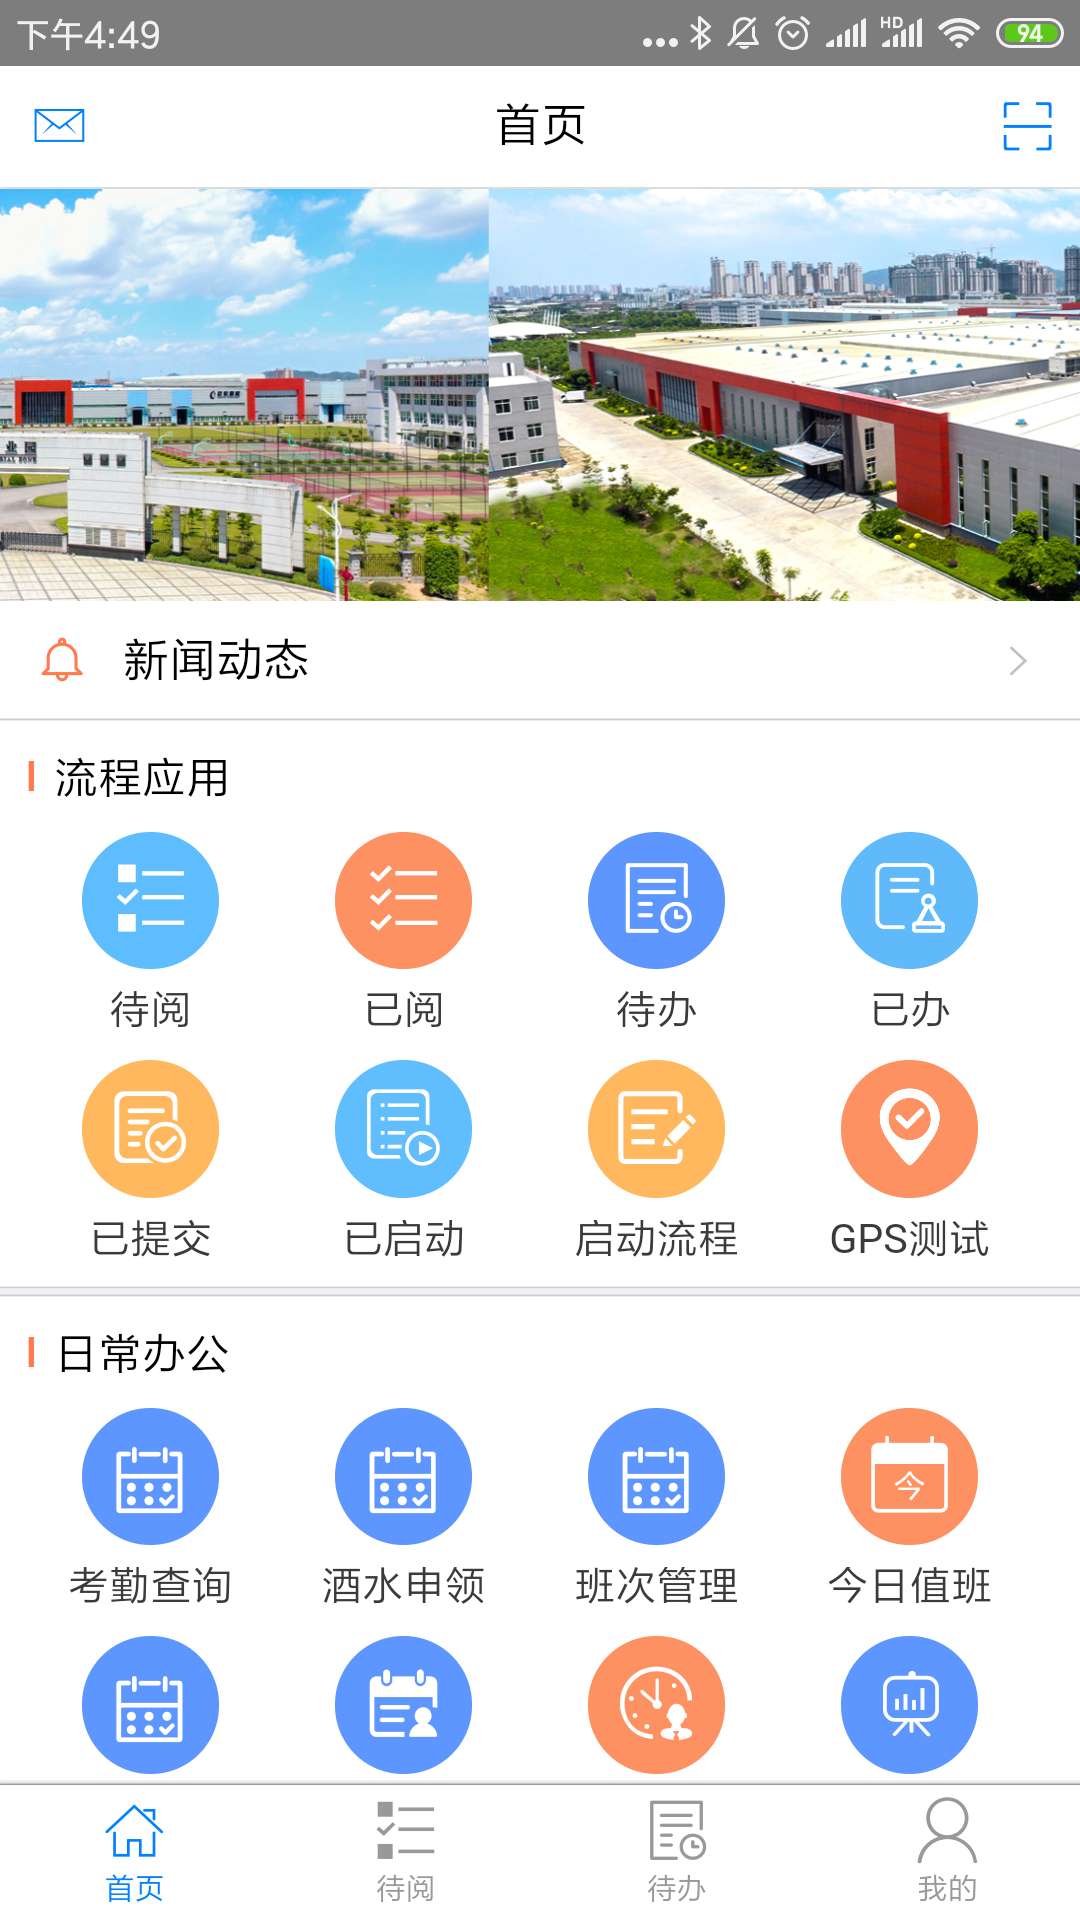 下午4:49
HD
94
首页
业园
新闻动态
流程应用
待阅
已阅
待办
已办
已提交
已启动
启动流程
GPS测试
日常办公
今
考勤查询
酒水申领
班次管理
今日值班
首页
待阅
待办
我的